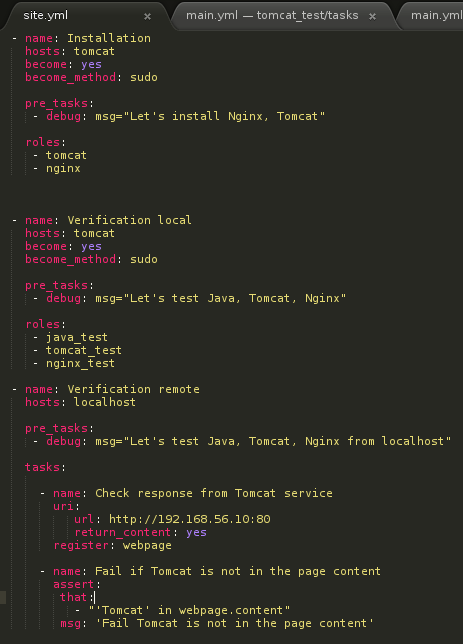 site.yml × main.yml — tomcat_test/tasks × main.yml
- name: Installation
  hosts: tomcat
  become: yes
  become_method: sudo

  pre_tasks:
   - debug: msg="Let's install Nginx, Tomcat"

  roles:
   - tomcat
   - nginx

- name: Verification local
  hosts: tomcat
  become: yes
  become_method: sudo

  pre_tasks:
   - debug: msg="Let's test Java, Tomcat, Nginx"

  roles:
   - java_test
   - tomcat_test
   - nginx_test

- name: Verification remote
  hosts: localhost

  pre_tasks:
   - debug: msg="Let's test Java, Tomcat, Nginx from localhost"

  tasks:

    - name: Check response from Tomcat service
      uri:
         url: http://192.168.56.10:80
         return_content: yes
      register: webpage

    - name: Fail if Tomcat is not in the page content
      assert:
       that:
         - "'Tomcat' in webpage.content"
       msg: 'Fail Tomcat is not in the page content'